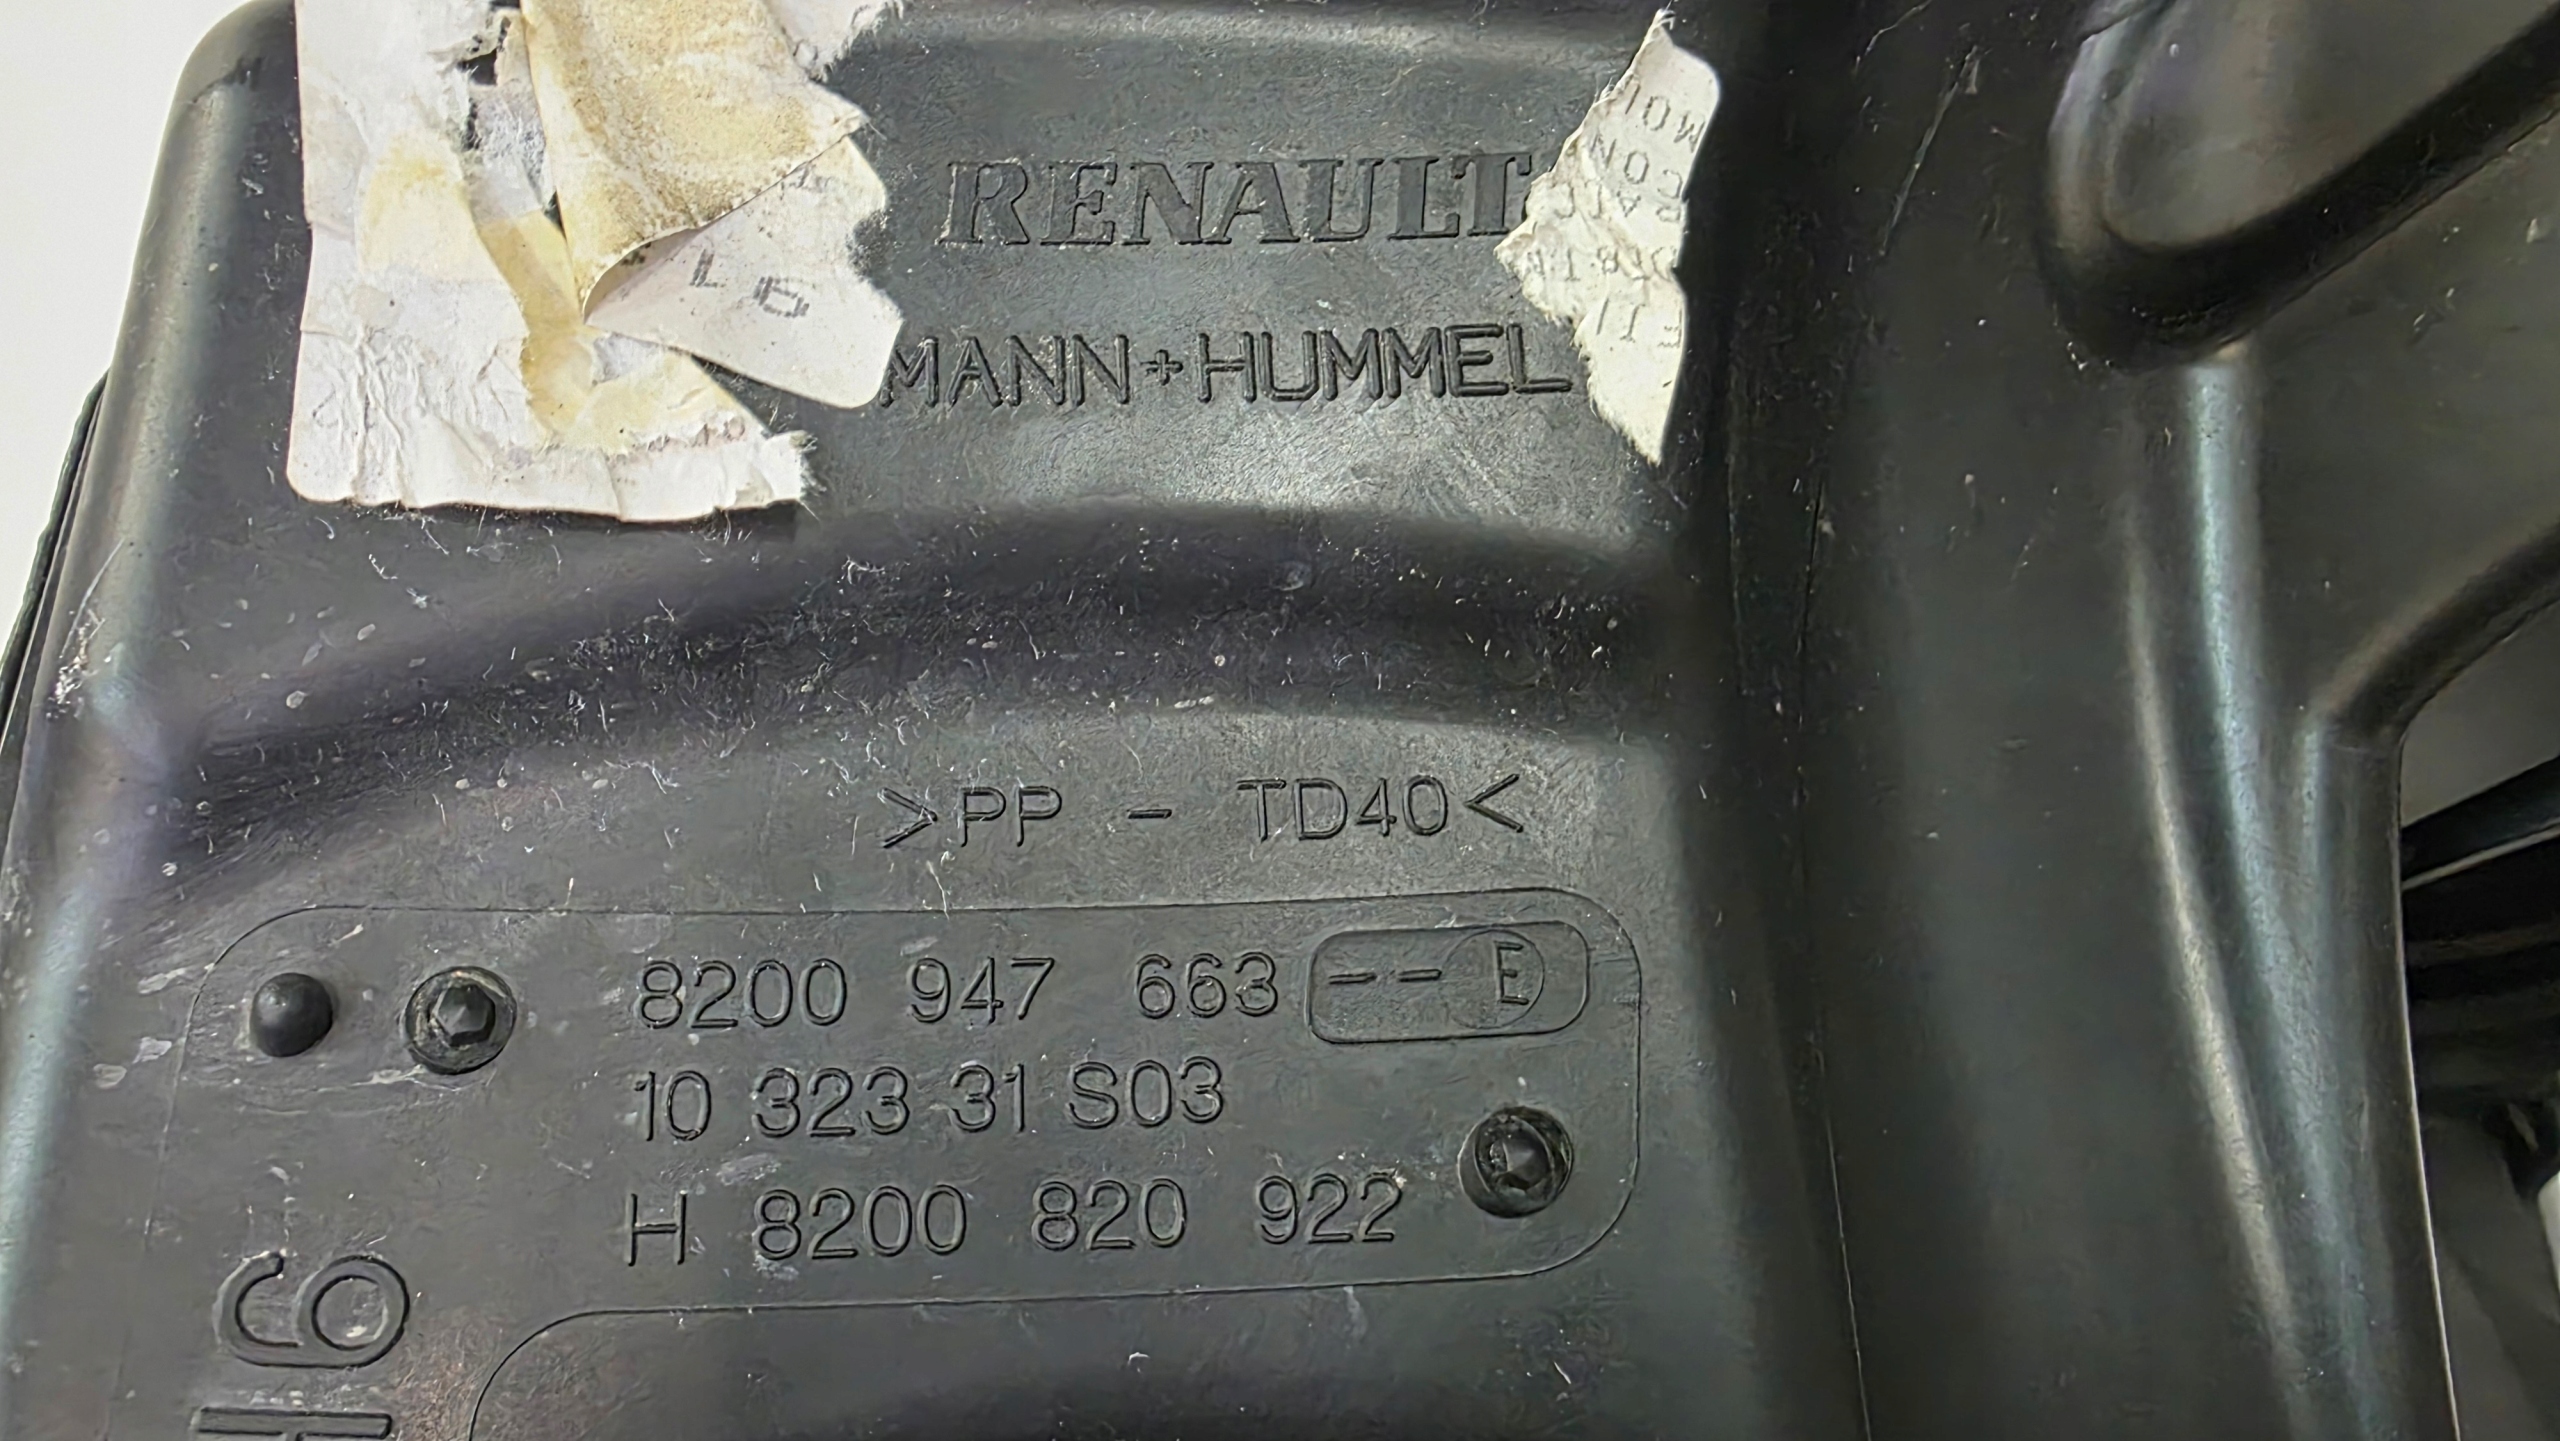 RENAULT
MANN+HUMMEL
>PP - TD40<
8200 947 663 -- E
10 323 31 S03
H 8200 820 922